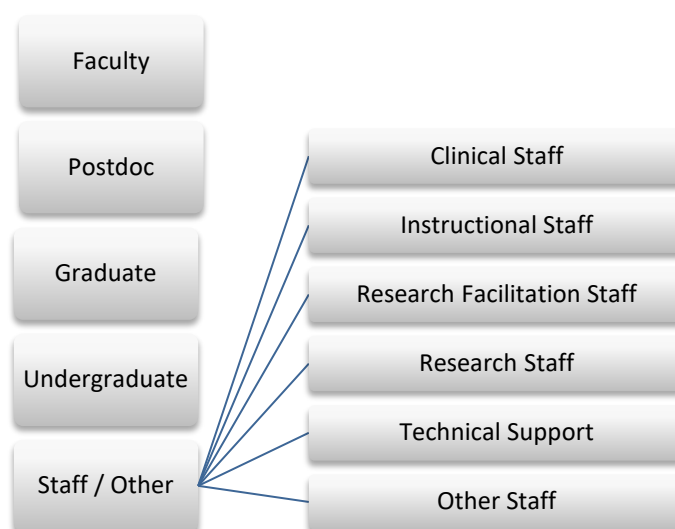 Faculty
Postdoc
Graduate
Undergraduate
Staff / Other
Clinical Staff
Instructional Staff
Research Facilitation Staff
Research Staff
Technical Support
Other Staff